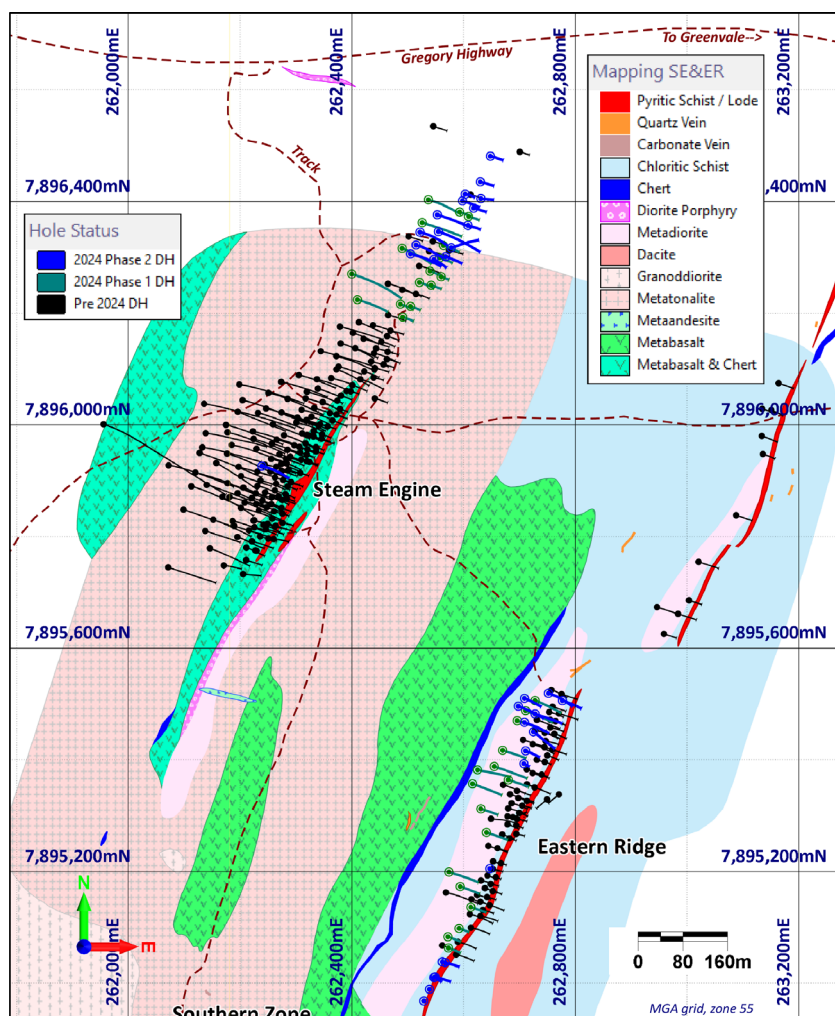 To Greenvale-->
Gregory Highway
262,000mE
262,400mE
262,800mE
263,200mE
Mapping SE&ER
Pyritic Schist / Lode
Quartz Vein
Carbonate Vein
Chloritic Schist
Chert
Diorite Porphyry
Metadiorite
Dacite
Granoddiorite
Metatonalite
Metaandesite
Metabasalt
Metabasalt & Chert
Track
7,896,400mN
,400mN
Hole Status
2024 Phase 2 DH
2024 Phase 1 DH
Pre 2024 DH
7,896,000mN
7,896,000mN
Steam Engine
7,895,600mN
7,895,600mN
Eastern Ridge
7,895,200mN
7,895,200mN
N
E
262,000mE
262,400mE
262,800mE
263,200mE
0 80 160m
Southern Zone
MGA grid, zone 55